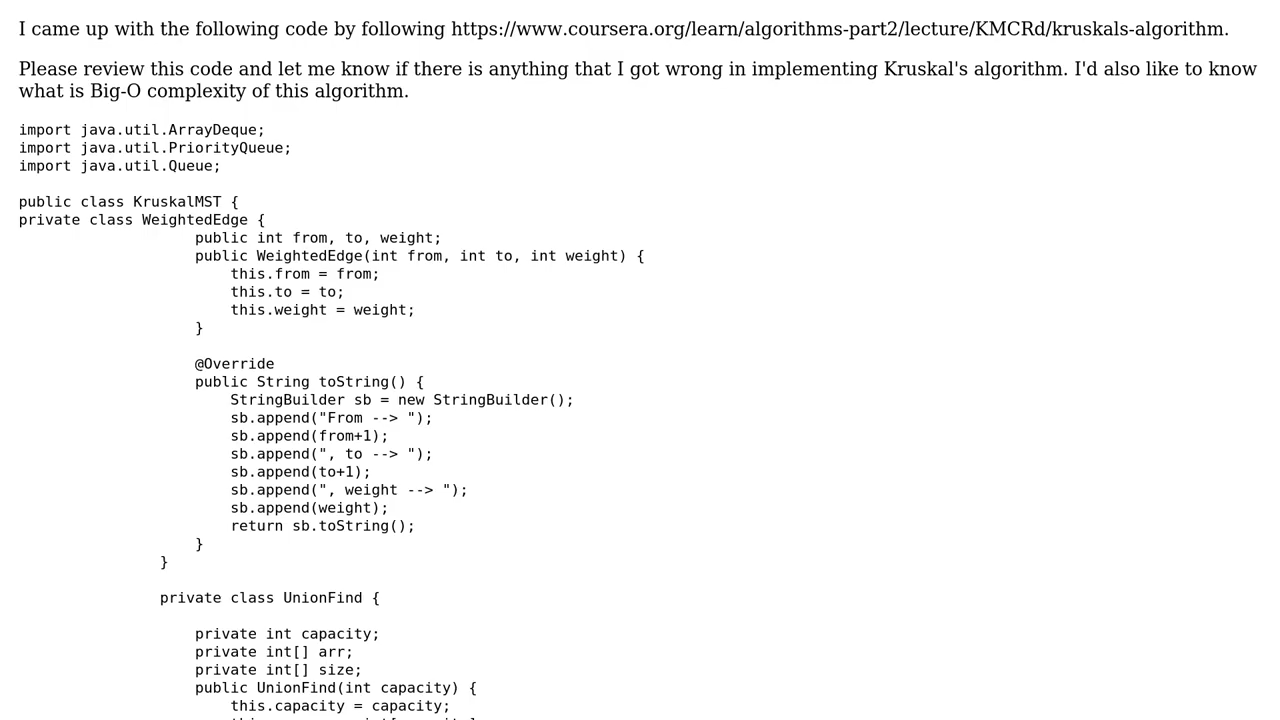 I came up with the following code by following https://www.coursera.org/learn/algorithms-part2/lecture/KMCRd/kruskals-algorithm.
Please review this code and let me know if there is anything that I got wrong in implementing Kruskal's algorithm. I'd also like to know
what is Big-O complexity of this algorithm.
import java.util.ArrayDeque;
import java.util.PriorityQueue;
import java.util.Queue;
public class KruskalMST {
private class WeightedEdge {
public int from, to, weight;
public WeightedEdge(int from, int to, int weight) {
this.from = from;
this.to = to;
this.weight = weight;
}
@Override
public String toString() {
StringBuilder sb = new StringBuilder();
sb.append("From --> ");
sb.append(from+1);
sb.append(", to --> ");
sb.append(to+1);
sb.append(", weight --> ");
sb.append(weight);
return sb.toString();
}
}
private class UnionFind {
private int capacity;
private int[] arr;
private int[] size;
public UnionFind(int capacity) {
this.capacity = capacity;